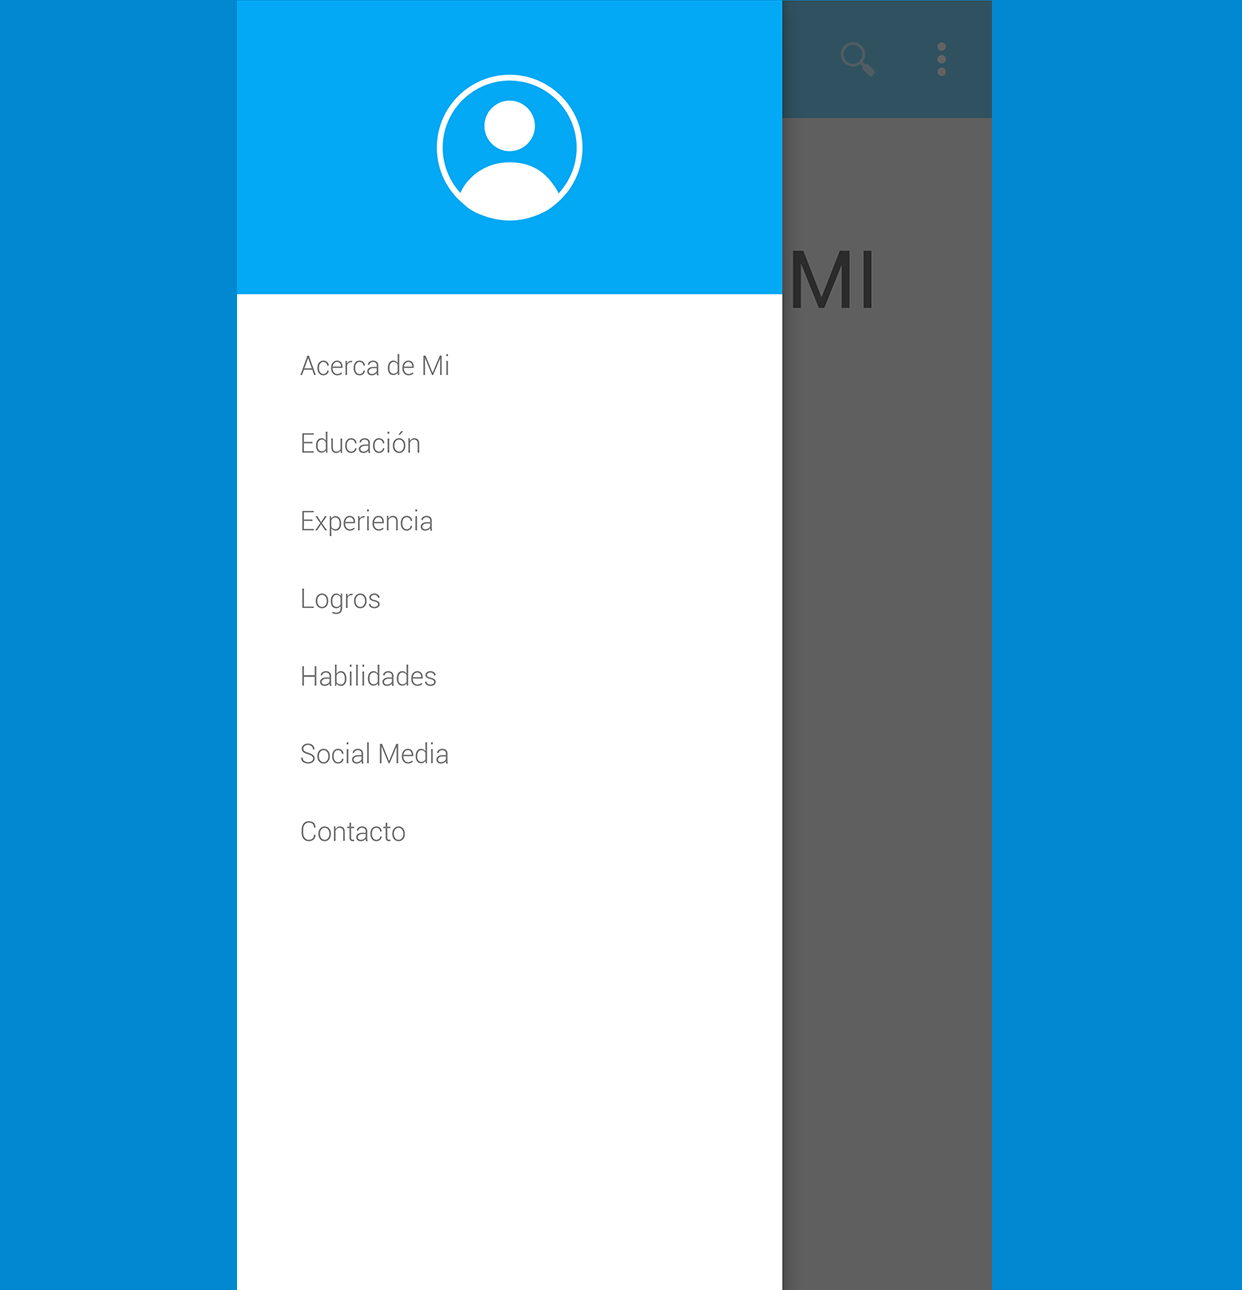 MI
Acerca de Mi
Educación
Experiencia
Logros
Habilidades
Social Media
Contacto